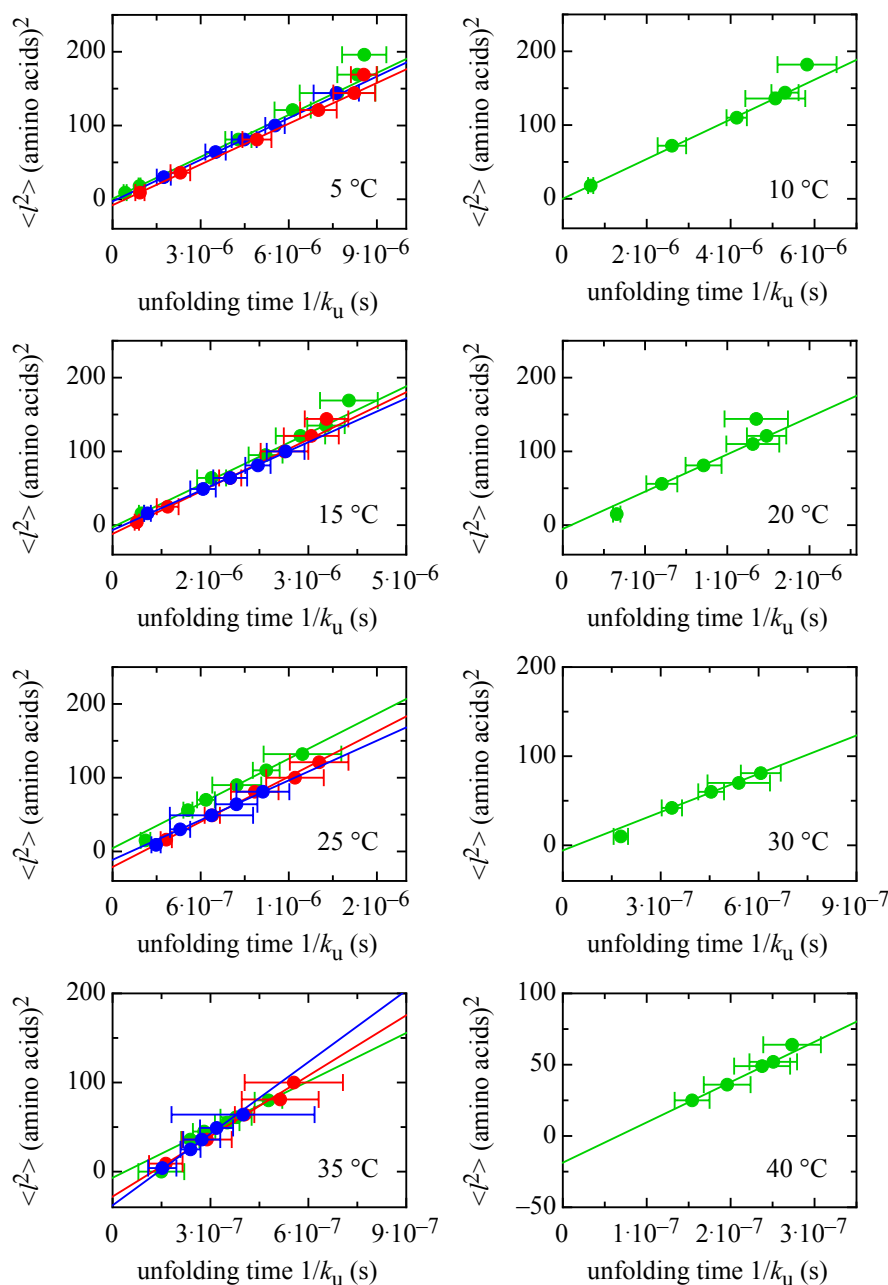 <l²> (amino acids)²
200
100
0
5 °C
0
3·10⁻⁶
6·10⁻⁶
9·10⁻⁶
unfolding time 1/kᵤ (s)
<l²> (amino acids)²
200
100
0
10 °C
0
2·10⁻⁶
4·10⁻⁶
6·10⁻⁶
unfolding time 1/kᵤ (s)
<l²> (amino acids)²
200
100
0
15 °C
0
2·10⁻⁶
3·10⁻⁶
5·10⁻⁶
unfolding time 1/kᵤ (s)
<l²> (amino acids)²
200
100
0
20 °C
0
7·10⁻⁷
1·10⁻⁶
2·10⁻⁶
unfolding time 1/kᵤ (s)
<l²> (amino acids)²
200
100
0
25 °C
0
6·10⁻⁷
1·10⁻⁶
2·10⁻⁶
unfolding time 1/kᵤ (s)
<l²> (amino acids)²
200
100
0
30 °C
0
3·10⁻⁷
6·10⁻⁷
9·10⁻⁷
unfolding time 1/kᵤ (s)
<l²> (amino acids)²
200
100
0
35 °C
0
3·10⁻⁷
6·10⁻⁷
9·10⁻⁷
unfolding time 1/kᵤ (s)
<l²> (amino acids)²
100
50
0
−50
40 °C
0
1·10⁻⁷
2·10⁻⁷
3·10⁻⁷
unfolding time 1/kᵤ (s)